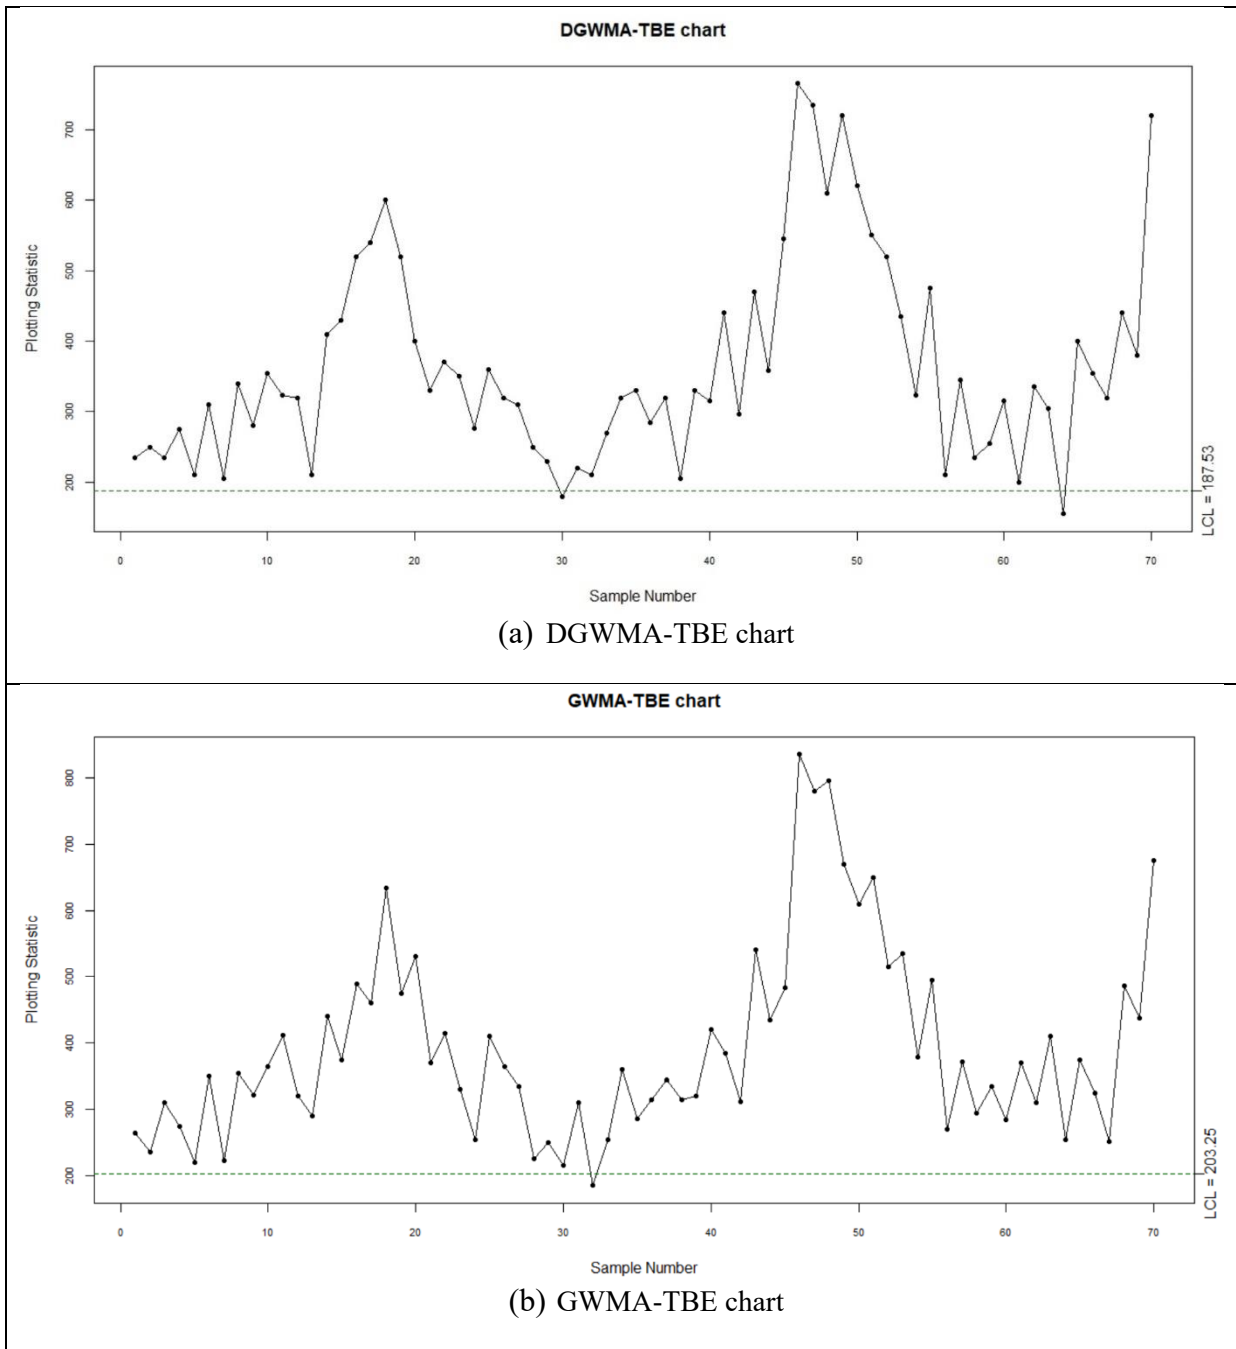 DGWMA-TBE chart
Plotting Statistic
700
600
500
400
300
200
LCL = 187.53
0 10 20 30 40 50 60 70
Sample Number
(a) DGWMA-TBE chart
GWMA-TBE chart
Plotting Statistic
800
700
600
500
400
300
200
LCL = 203.25
0 10 20 30 40 50 60 70
Sample Number
(b) GWMA-TBE chart